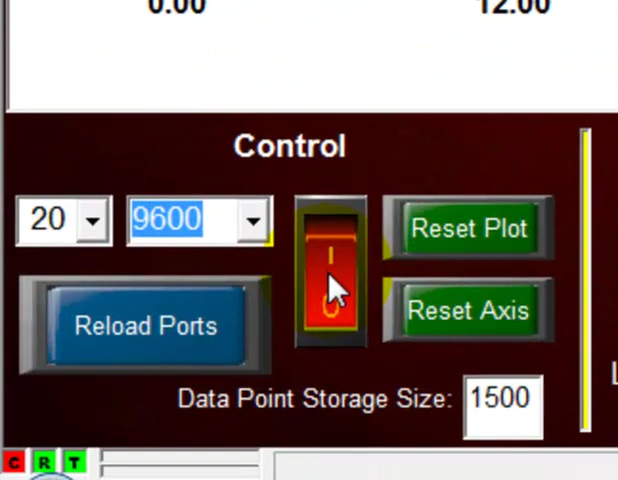 0.00 12.00
Control
20 9600 I O Reset Plot
Reload Ports Reset Axis
Data Point Storage Size: 1500
C R T